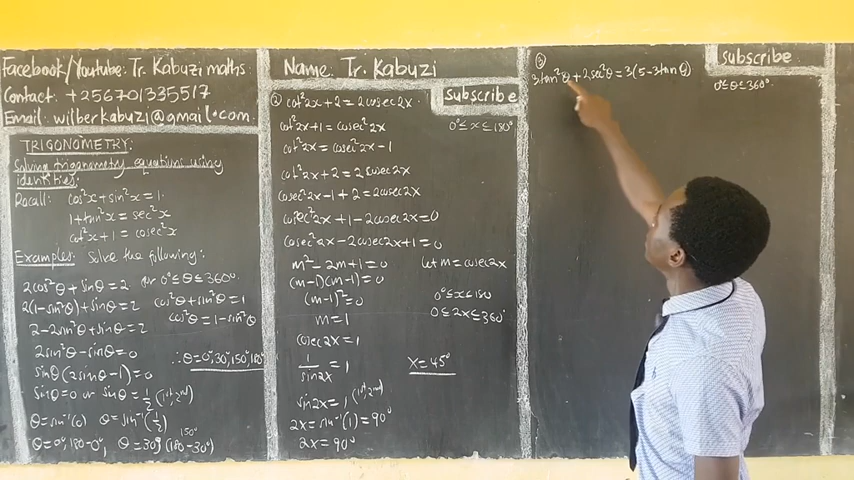 Facebook/Youtube: Tr. Kabuzi maths
Contact: +256701335517
Email: wilberkabuzi@gmail.com
TRIGONOMETRY:
Solving trigonometry equations using
identities:
Recall: cos²x + sin²x = 1
1 + tan²x = sec²x
cot²x + 1 = cosec²x
Examples: Solve the following:
2cos²θ + sinθ = 2 for 0° ≤ θ ≤ 360°
2(1 - sin²θ) + sinθ = 2 cos²θ + sin²θ = 1
2 - 2sin²θ + sinθ = 2 cos²θ = 1 - sin²θ
2sin²θ - sinθ = 0
sinθ(2sinθ - 1) = 0 ∴ θ = 0°, 30°, 150°, 180°
sinθ = 0 or sinθ = 1/2 (1st, 2nd)
θ = sin⁻¹(0) θ = sin⁻¹(1/2)
θ = 0°, 180 - 0°, θ = 30° (180 - 30°) 150°
Name: Tr. Kabuzi
subscribe
② cot²2x + 2 = 2cosec2x.
0° ≤ x ≤ 180°
cot²2x + 1 = cosec²2x
cot²2x = cosec²2x - 1
cot²2x + 2 = 2cosec2x
cosec²2x - 1 + 2 = 2cosec2x
cosec²2x + 1 - 2cosec2x = 0
cosec²2x - 2cosec2x + 1 = 0
m² - 2m + 1 = 0 let m = cosec2x
(m - 1)(m - 1) = 0
(m - 1)² = 0 0 ≤ x ≤ 180
m = 1 0 ≤ 2x ≤ 360°
cosec2x = 1
1/sin2x = 1 x = 45°
sin2x = 1, (1st, 2nd)
2x = sin⁻¹(1) = 90°
2x = 90°
subscribe
③
3tan²θ + 2sec²θ = 3(5 - 3tanθ)
0° ≤ θ ≤ 360°